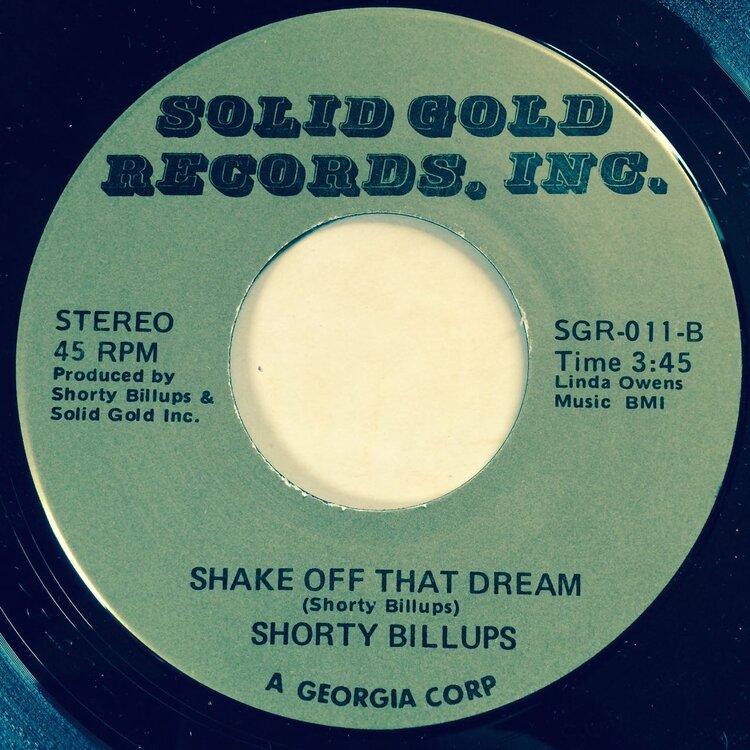 SOLID GOLD
RECORDS, INC.
STEREO
45 RPM
Produced by
Shorty Billups &
Solid Gold Inc.
SGR-011-B
Time 3:45
Linda Owens
Music BMI
SHAKE OFF THAT DREAM
(Shorty Billups)
SHORTY BILLUPS
A GEORGIA CORP